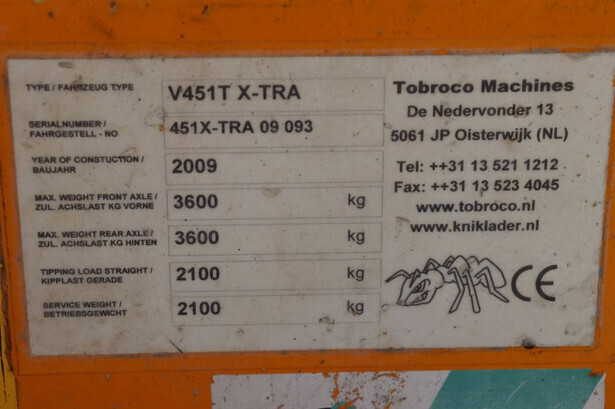 TYPE / FAHRZEUG TYPE
V451T X-TRA
SERIALNUMBER /
FAHRGESTELL - NO
451X-TRA 09 093
YEAR OF CONSTUCTION /
BAUJAHR
2009
MAX. WEIGHT FRONT AXLE /
ZUL. ACHSLAST KG VORNE
3600 kg
MAX. WEIGHT REAR AXLE /
ZUL. ACHSLAST KG HINTEN
3600 kg
TIPPING LOAD STRAIGHT /
KIPPLAST GERADE
2100 kg
SERVICE WEIGHT /
BETRIEBSGEWICHT
2100 kg
Tobroco Machines
De Nedervonder 13
5061 JP Oisterwijk (NL)
Tel: ++31 13 521 1212
Fax: ++31 13 523 4045
www.tobroco.nl
www.kniklader.nl
CE